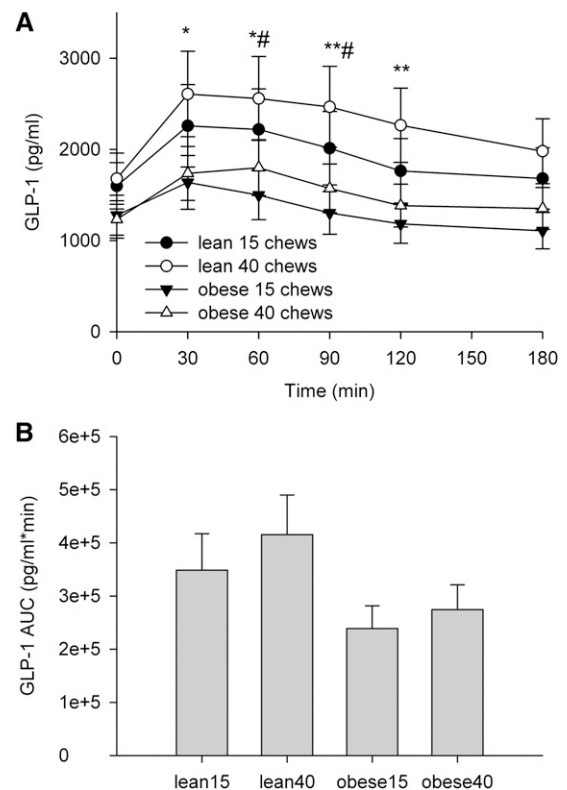 A
* *# **# **
3000
2000
1000
0
GLP-1 (pg/ml)
lean 15 chews
lean 40 chews
obese 15 chews
obese 40 chews
0 30 60 90 120 150 180
Time (min)
B
6e+5
5e+5
4e+5
3e+5
2e+5
1e+5
0
GLP-1 AUC (pg/ml*min)
lean15 lean40 obese15 obese40